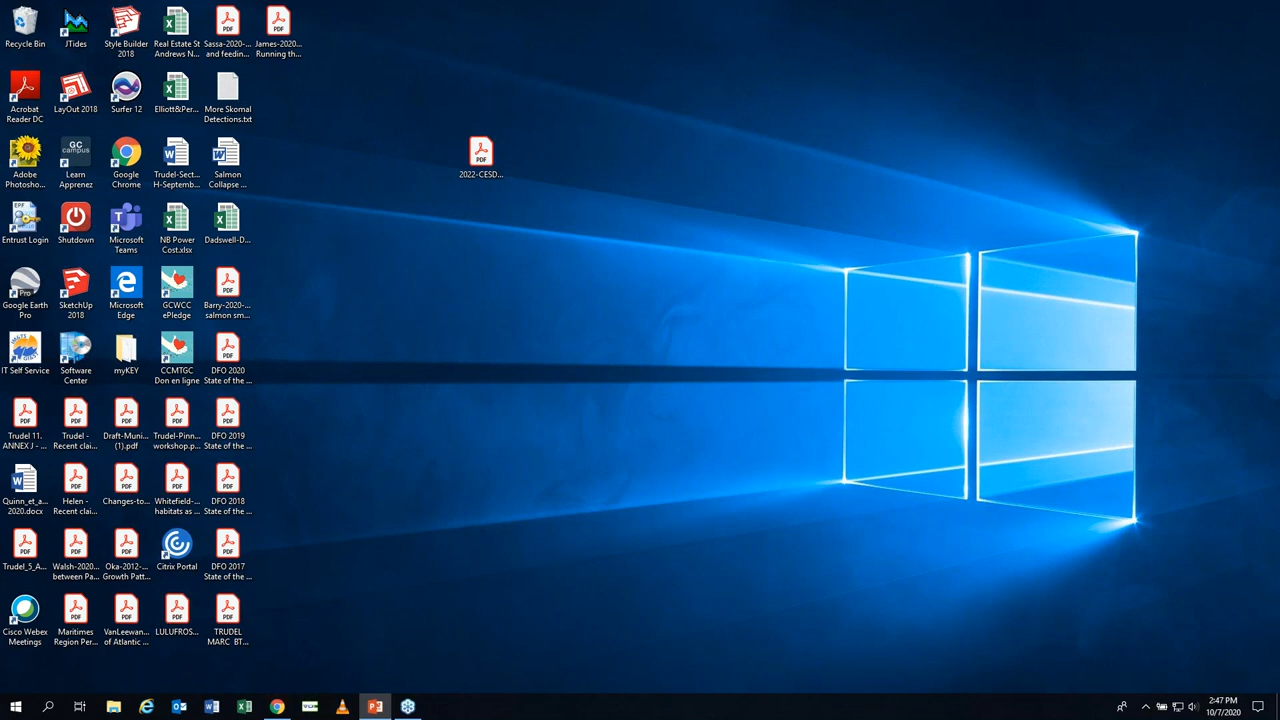 Recycle Bin
JTides
Style Builder
2018
Real Estate St
Andrews N...
Sassa-2020-...
and feedin...
James-2020...
Running th...
Acrobat
Reader DC
LayOut 2018
Surfer 12
Elliott&Per...
More Skomal
Detections.txt
Adobe
Photosho...
GC
campus
Learn
Apprenez
Google
Chrome
Trudel-Sect...
H-Septemb...
Salmon
Collapse ...
PDF
2022-CESD...
EPF
Entrust Login
Shutdown
Microsoft
Teams
NB Power
Cost.xlsx
Dadswell-D...
Pro
Google Earth
Pro
SketchUp
2018
Microsoft
Edge
GCWCC
ePledge
Barry-2020-...
salmon sm...
IT Self Service
Software
Center
myKEY
CCMTGC
Don en ligne
DFO 2020
State of the ...
Trudel 11.
ANNEX J - ...
Trudel -
Recent clai...
Draft-Muni...
(1).pdf
Trudel-Pinn...
workshop.p...
DFO 2019
State of the ...
Quinn_et_a...
2020.docx
Helen -
Recent clai...
Changes-to...
Whitefield-...
habitats as ...
DFO 2018
State of the ...
Trudel_5_A...
Walsh-2020...
between Pa...
Oka-2012-...
Growth Patt...
Citrix Portal
DFO 2017
State of the ...
Cisco Webex
Meetings
Maritimes
Region Per...
VanLeewan...
of Atlantic ...
LULUFROS...
TRUDEL
MARC BT...
2:47 PM
10/7/2020